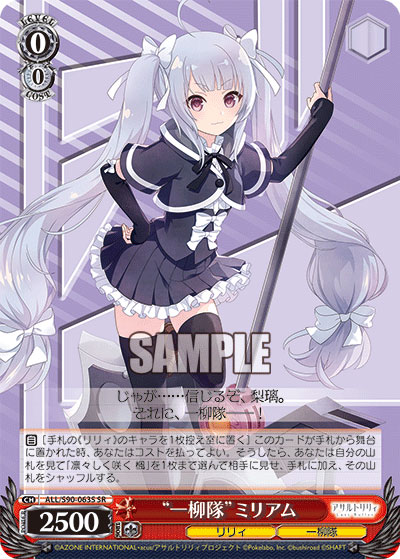 LEVEL
0
0
COST
SAMPLE
じゃが……信じるぞ、梨璃。
それに、一柳隊――！
自【手札の《リリィ》のキャラを1枚控え室に置く】このカードが手札から舞台
に置かれた時、あなたはコストを払ってよい。そうしたら、あなたは自分の山
札を見て「凛々しく咲く 楓」を1枚まで選んで相手に見せ、手札に加え、その山
札をシャッフルする。
CH ALL/S90-063S SR
2500
“一柳隊”ミリアム
アサルトリリィ
リリィ
一柳隊
©AZONE INTERNATIONAL・acus/アサルトリリィプロジェクト ©Pokelabo, Inc. ©bushiroad ©SHAFT